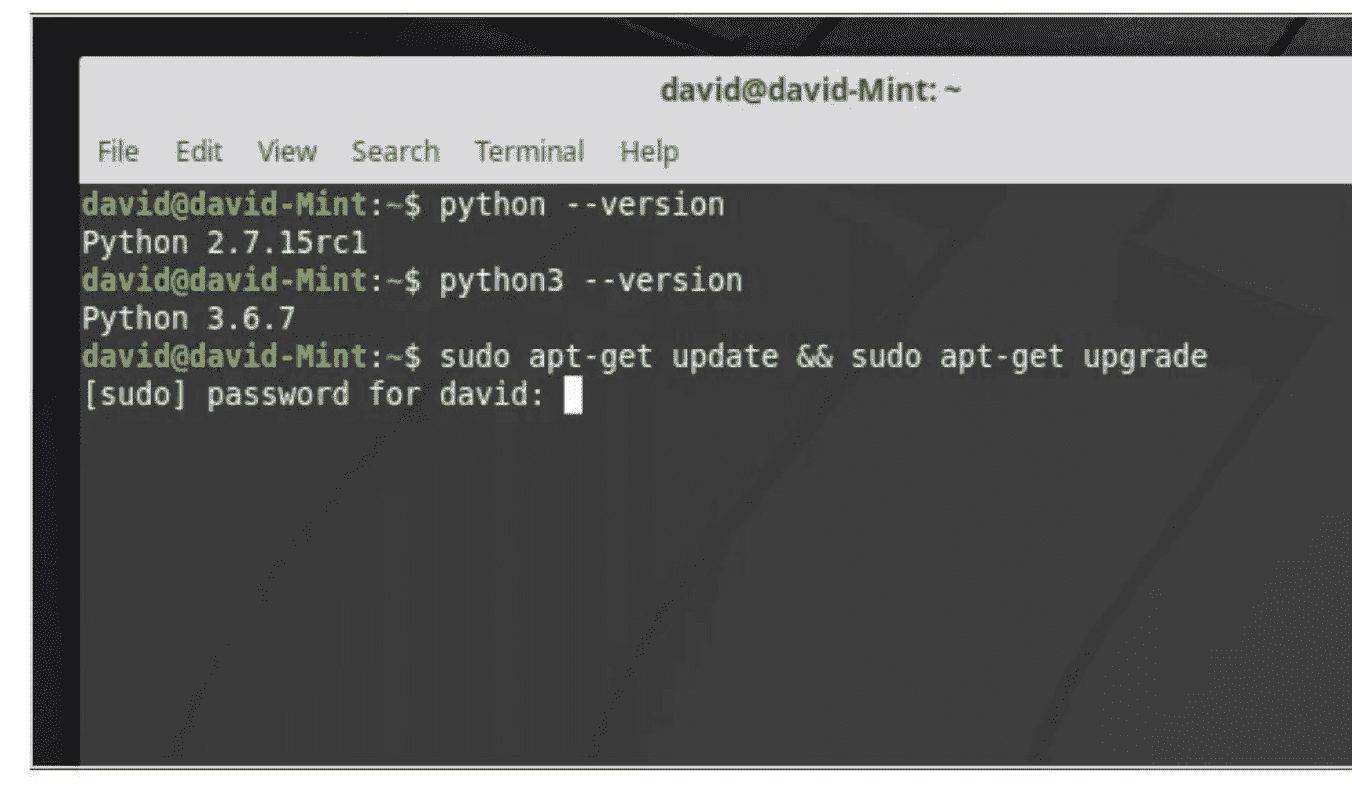 david@david-Mint: ~
File Edit View Search Terminal Help
david@david-Mint:~$ python --version
Python 2.7.15rc1
david@david-Mint:~$ python3 --version
Python 3.6.7
david@david-Mint:~$ sudo apt-get update && sudo apt-get upgrade
[sudo] password for david: